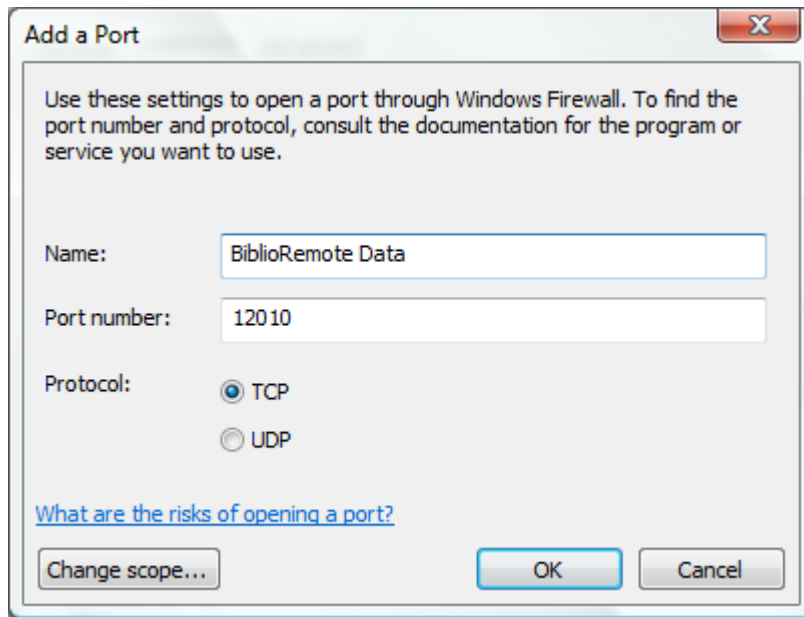 Add a Port
Use these settings to open a port through Windows Firewall. To find the
port number and protocol, consult the documentation for the program or
service you want to use.
Name: BiblioRemote Data
Port number: 12010
Protocol: TCP
UDP
What are the risks of opening a port?
Change scope... OK Cancel